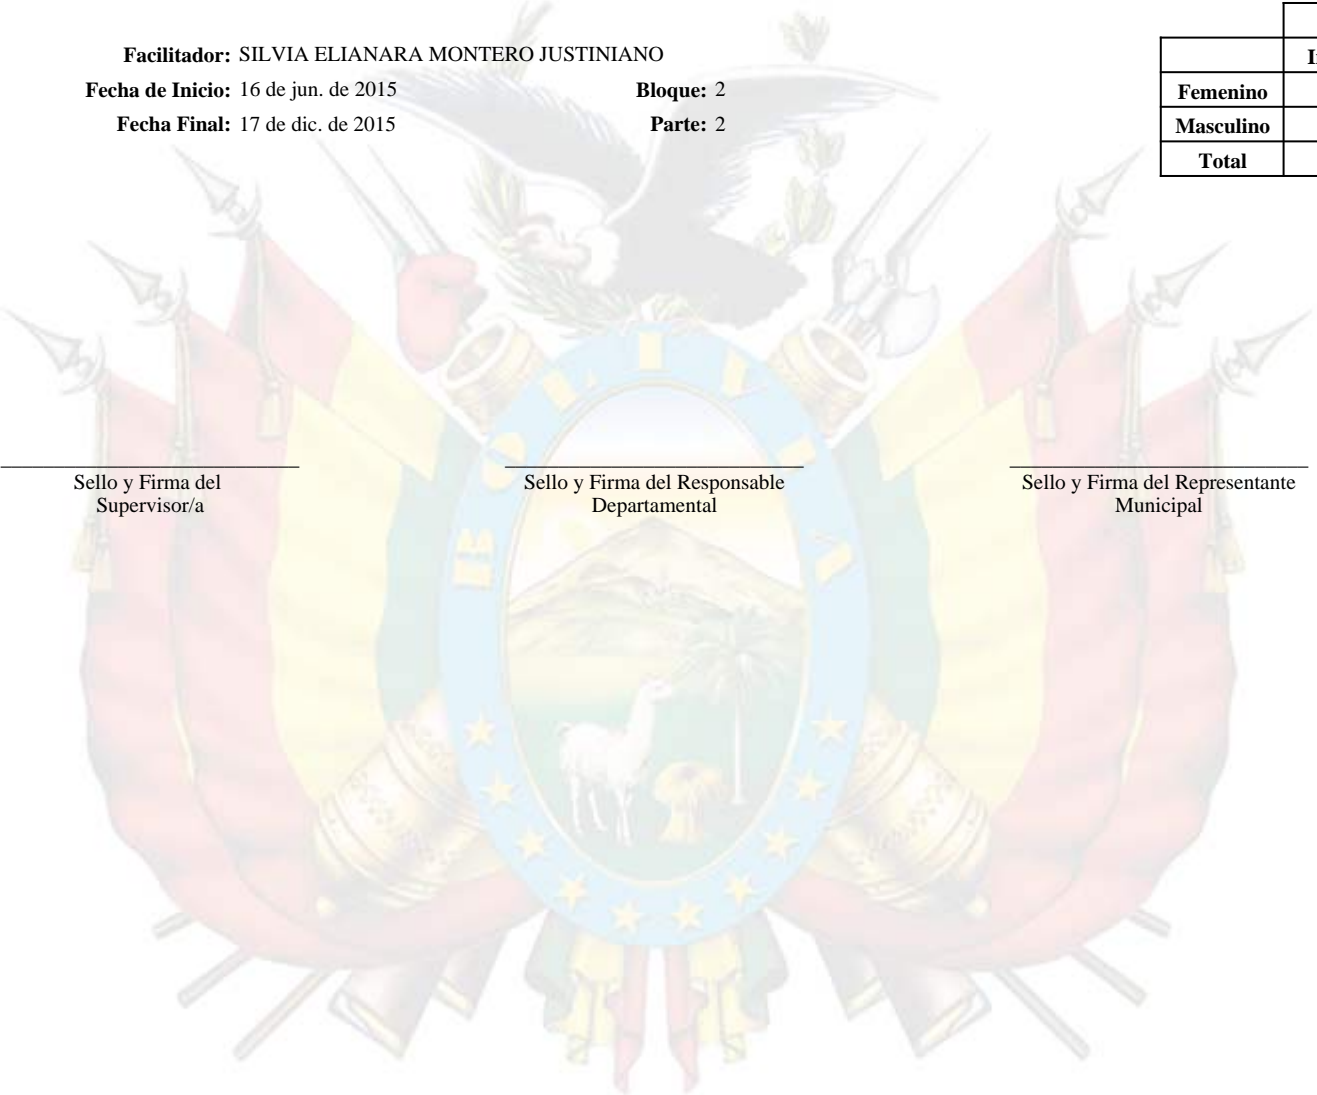 Facilitador: SILVIA ELIANARA MONTERO JUSTINIANO
Fecha de Inicio: 16 de jun. de 2015 Bloque: 2
Fecha Final: 17 de dic. de 2015 Parte: 2
Femenino
Masculino
Total
BOLIVIA
Sello y Firma del
Supervisor/a
Sello y Firma del Responsable
Departamental
Sello y Firma del Representante
Municipal